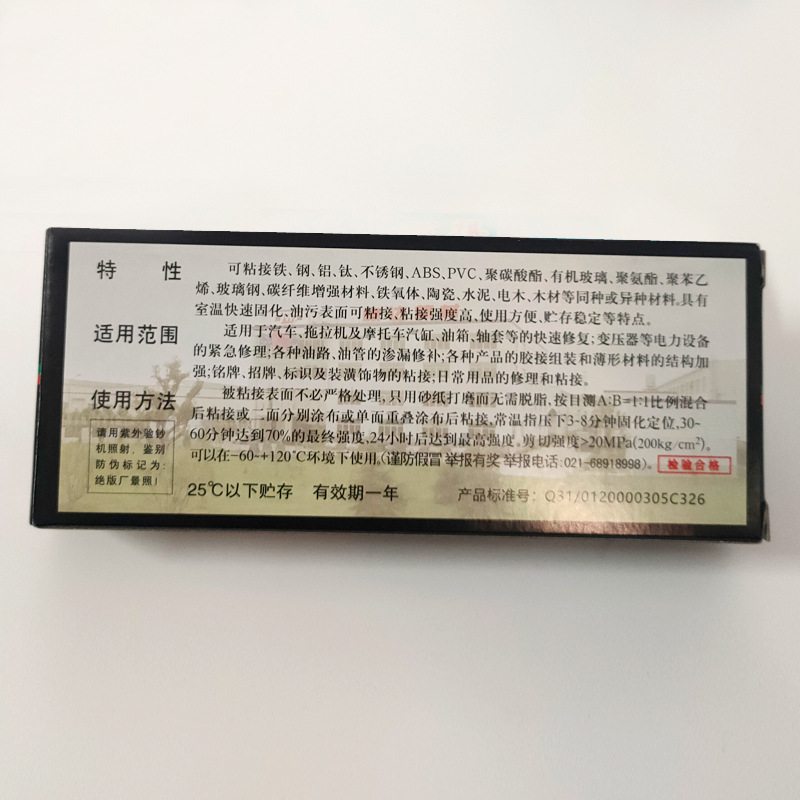 特 性
可粘接铁、钢、铝、钛、不锈钢、ABS、PVC、聚碳酸酯、有机玻璃、聚氨酯、聚苯乙
烯、玻璃钢、碳纤维增强材料、铁氧体、陶瓷、水泥、电木、木材等同种或异种材料。具有
室温快速固化、油污表面可粘接、粘接强度高、使用方便、贮存稳定等特点。
适用范围
适用于汽车、拖拉机及摩托车汽缸、油箱、轴套等的快速修复;变压器等电力设备
的紧急修理;各种油路、油管的渗漏修补;各种产品的胶接组装和薄形材料的结构加
强;铭牌、招牌、标识及装潢饰物的粘接;日常用品的修理和粘接。
使用方法
被粘接表面不必严格处理,只用砂纸打磨而无需脱脂,按目测A:B=1:1比例混合
后粘接或二面分别涂布或单面重叠涂布后粘接,常温指压下3-8分钟固化定位,30~
60分钟达到70%的最终强度,24小时后达到最高强度,剪切强度>20MPa(200kg/cm²)。
可以在-60~+120℃环境下使用。(谨防假冒 举报有奖 举报电话:021-68918998)。
检验合格
请用紫外验钞
机照射,鉴别
防伪标记为:
绝版厂景照!
25℃以下贮存 有效期一年
产品标准号: Q31/0120000305C326